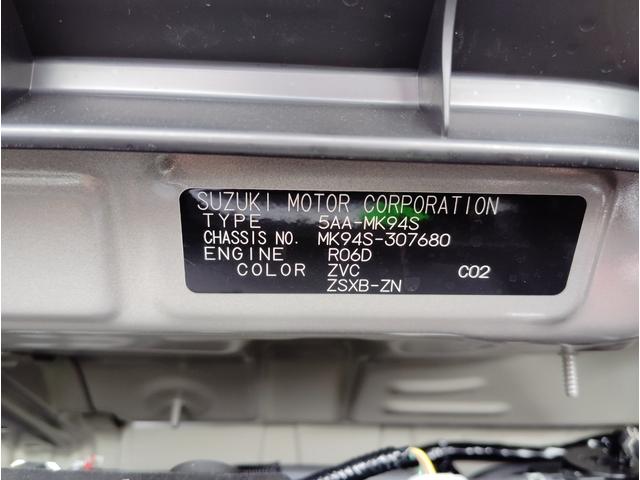 SUZUKI MOTOR CORPORATION
TYPE 5AA-MK94S
CHASSIS NO. MK94S-307680
ENGINE R06D
COLOR ZVC C02
ZSXB-ZN